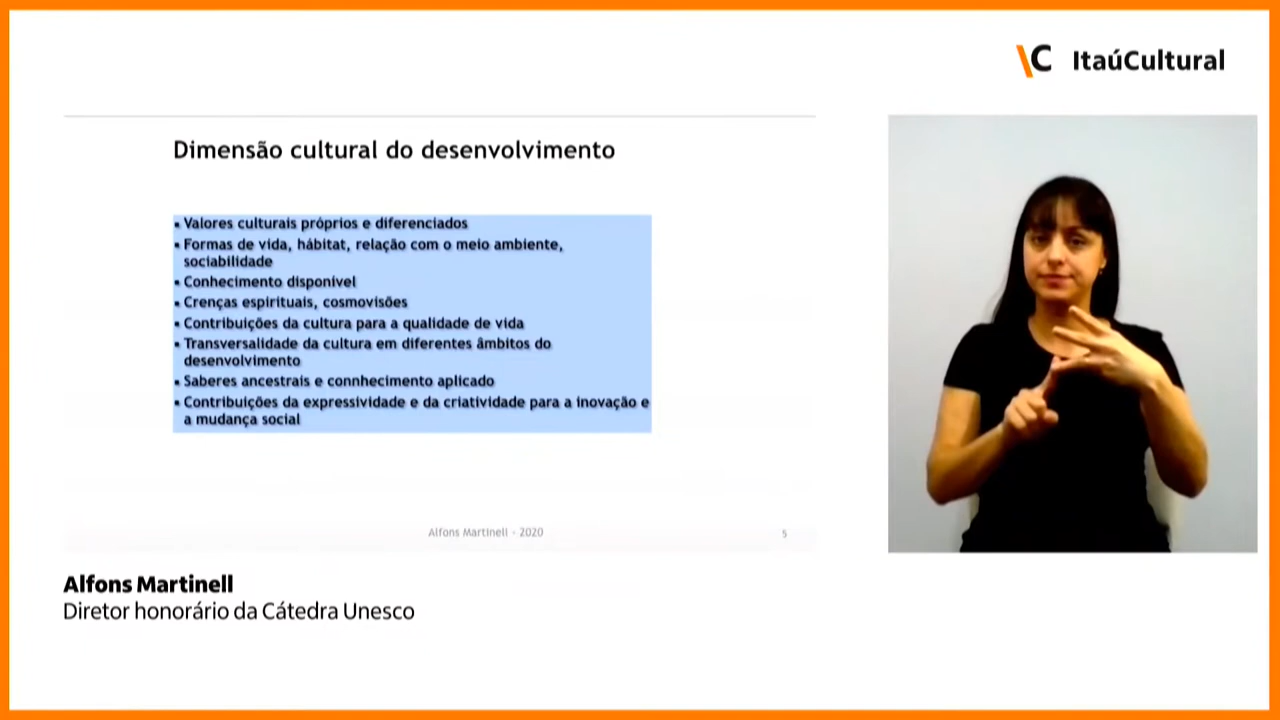 \C ItaúCultural
Dimensão cultural do desenvolvimento
▪ Valores culturais próprios e diferenciados
▪ Formas de vida, hábitat, relação com o meio ambiente,
sociabilidade
▪ Conhecimento disponível
▪ Crenças espirituais, cosmovisões
▪ Contribuições da cultura para a qualidade de vida
▪ Transversalidade da cultura em diferentes âmbitos do
desenvolvimento
▪ Saberes ancestrais e connhecimento aplicado
▪ Contribuições da expressividade e da criatividade para a inovação e
a mudança social
Alfons Martinell - 2020
5
Alfons Martinell
Diretor honorário da Cátedra Unesco